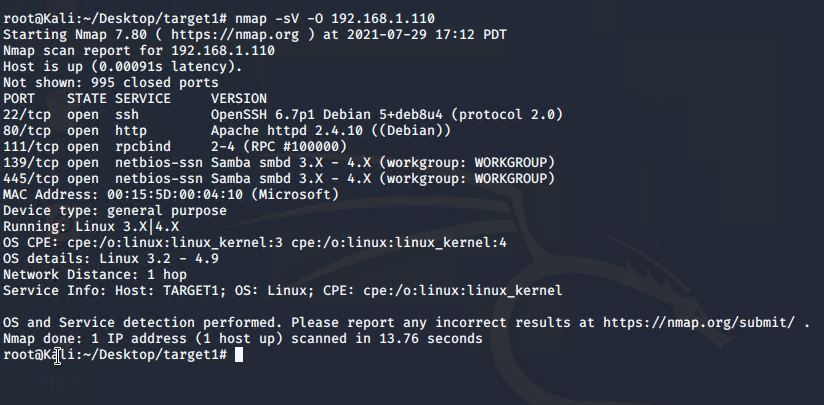 root@Kali:~/Desktop/target1# nmap -sV -O 192.168.1.110
Starting Nmap 7.80 ( https://nmap.org ) at 2021-07-29 17:12 PDT
Nmap scan report for 192.168.1.110
Host is up (0.00091s latency).
Not shown: 995 closed ports
PORT    STATE SERVICE     VERSION
22/tcp  open  ssh         OpenSSH 6.7p1 Debian 5+deb8u4 (protocol 2.0)
80/tcp  open  http        Apache httpd 2.4.10 ((Debian))
111/tcp open  rpcbind     2-4 (RPC #100000)
139/tcp open  netbios-ssn Samba smbd 3.X - 4.X (workgroup: WORKGROUP)
445/tcp open  netbios-ssn Samba smbd 3.X - 4.X (workgroup: WORKGROUP)
MAC Address: 00:15:5D:00:04:10 (Microsoft)
Device type: general purpose
Running: Linux 3.X|4.X
OS CPE: cpe:/o:linux:linux_kernel:3 cpe:/o:linux:linux_kernel:4
OS details: Linux 3.2 - 4.9
Network Distance: 1 hop
Service Info: Host: TARGET1; OS: Linux; CPE: cpe:/o:linux:linux_kernel
OS and Service detection performed. Please report any incorrect results at https://nmap.org/submit/ .
Nmap done: 1 IP address (1 host up) scanned in 13.76 seconds
root@Kali:~/Desktop/target1#
Home